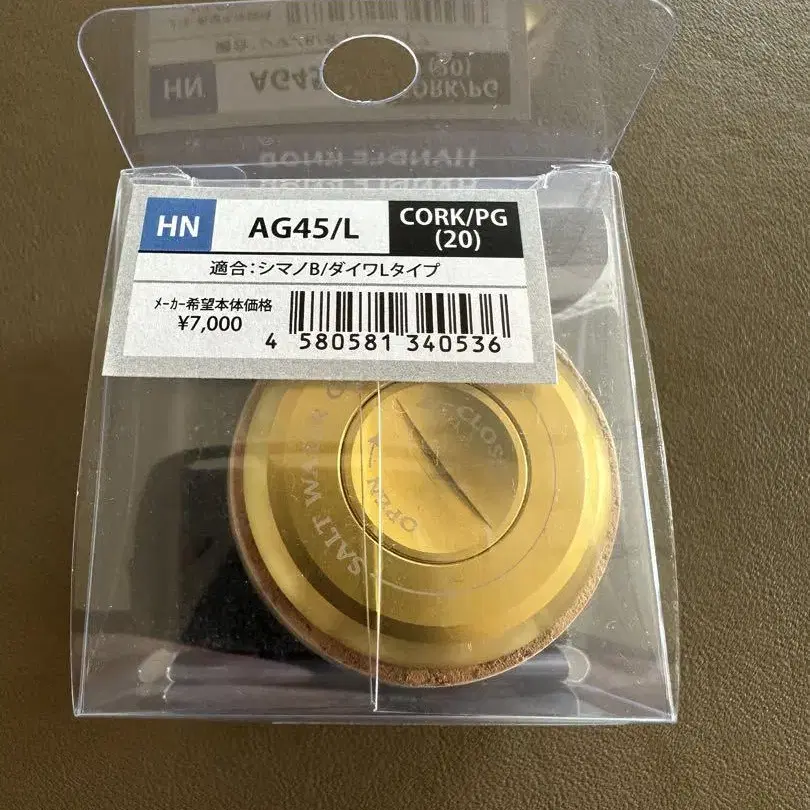 HN
AG45/L
CORK/PG
(20)
適合：シマノB/ダイワLタイプ
ﾒｰｶｰ希望本体価格
¥7,000
4 580581 340536
CLOSE
OPEN
SALT WATER